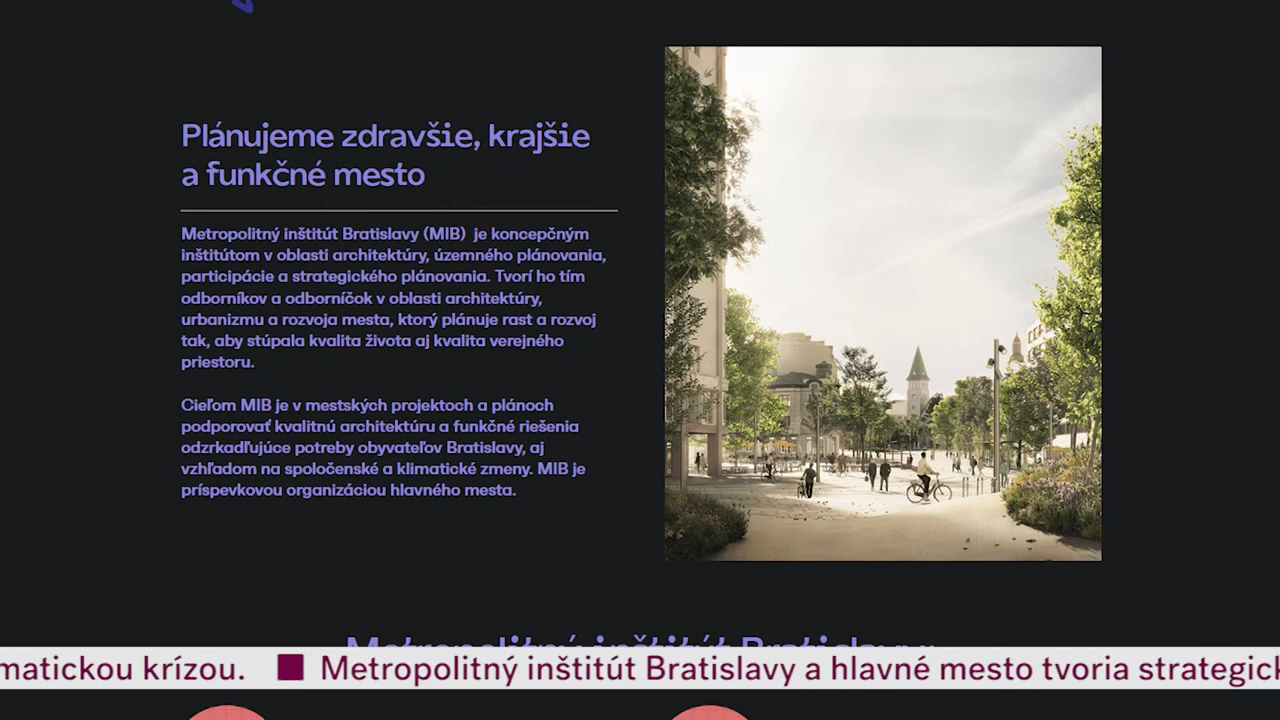 Plánujeme zdravšie, krajšie
a funkčné mesto
Metropolitný inštitút Bratislavy (MIB) je koncepčným
inštitútom v oblasti architektúry, územného plánovania,
participácie a strategického plánovania. Tvorí ho tím
odborníkov a odborníčok v oblasti architektúry,
urbanizmu a rozvoja mesta, ktorý plánuje rast a rozvoj
tak, aby stúpala kvalita života aj kvalita verejného
priestoru.
Cieľom MIB je v mestských projektoch a plánoch
podporovať kvalitnú architektúru a funkčné riešenia
odzrkadľujúce potreby obyvateľov Bratislavy, aj
vzhľadom na spoločenské a klimatické zmeny. MIB je
príspevkovou organizáciou hlavného mesta.
Metropolitný inštitút Bratislavy:
matickou krízou. Metropolitný inštitút Bratislavy a hlavné mesto tvoria strategick